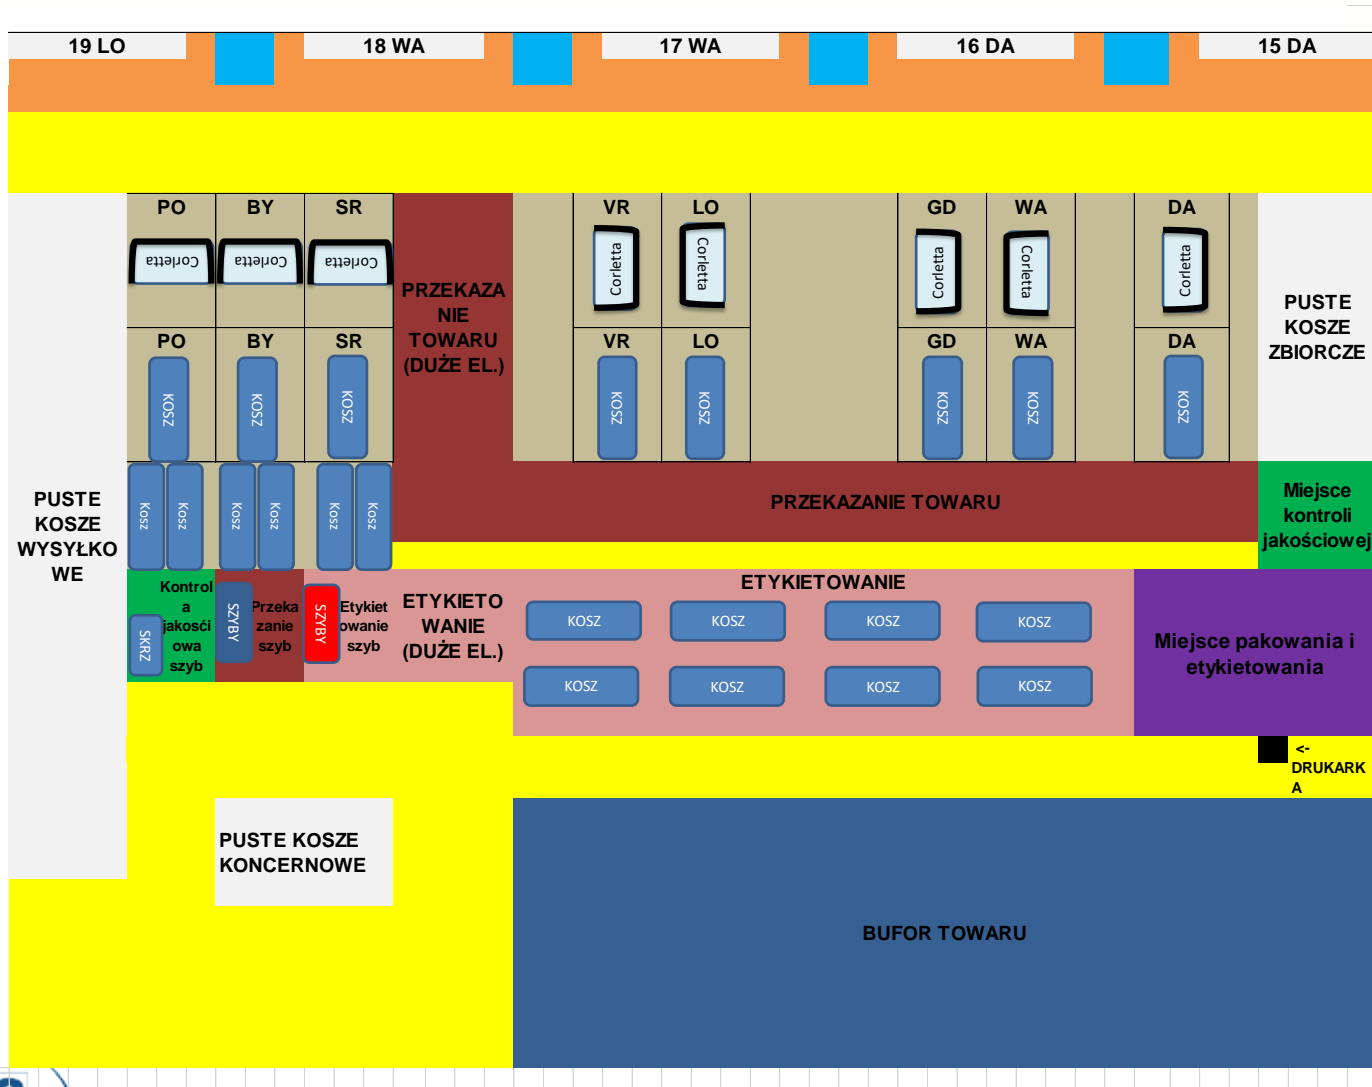 19 LO 18 WA 17 WA 16 DA 15 DA
PO BY SR VR LO GD WA DA
Corletta Corletta Corletta Corletta Corletta Corletta Corletta Corletta
PRZEKAZA
NIE
TOWARU
(DUŻE EL.)
PUSTE
KOSZE
ZBIORCZE
PO BY SR VR LO GD WA DA
KOSZ KOSZ KOSZ KOSZ KOSZ KOSZ KOSZ KOSZ
PUSTE
KOSZE
WYSYŁKO
WE
Kosz Kosz Kosz Kosz Kosz Kosz
PRZEKAZANIE TOWARU
Miejsce
kontroli
jakościowej
Kontrol
a
jakośći
owa
szyb
SKRZ
SZYBY
Przeka
zanie
szyb
SZYBY
Etykiet
owanie
szyb
ETYKIETO
WANIE
(DUŻE EL.)
ETYKIETOWANIE
KOSZ KOSZ KOSZ KOSZ
KOSZ KOSZ KOSZ KOSZ
Miejsce pakowania i
etykietowania
<-
DRUKARK
A
PUSTE KOSZE
KONCERNOWE
BUFOR TOWARU